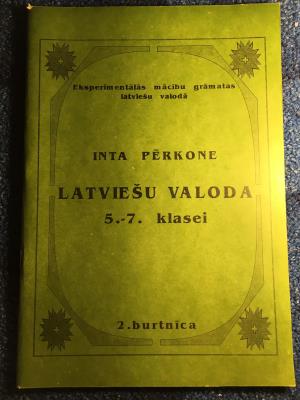 Eksperimentālās mācību grāmatas
latviešu valodā
INTA PĒRKONE
LATVIEŠU VALODA
5.-7. klasei
2.burtnīca